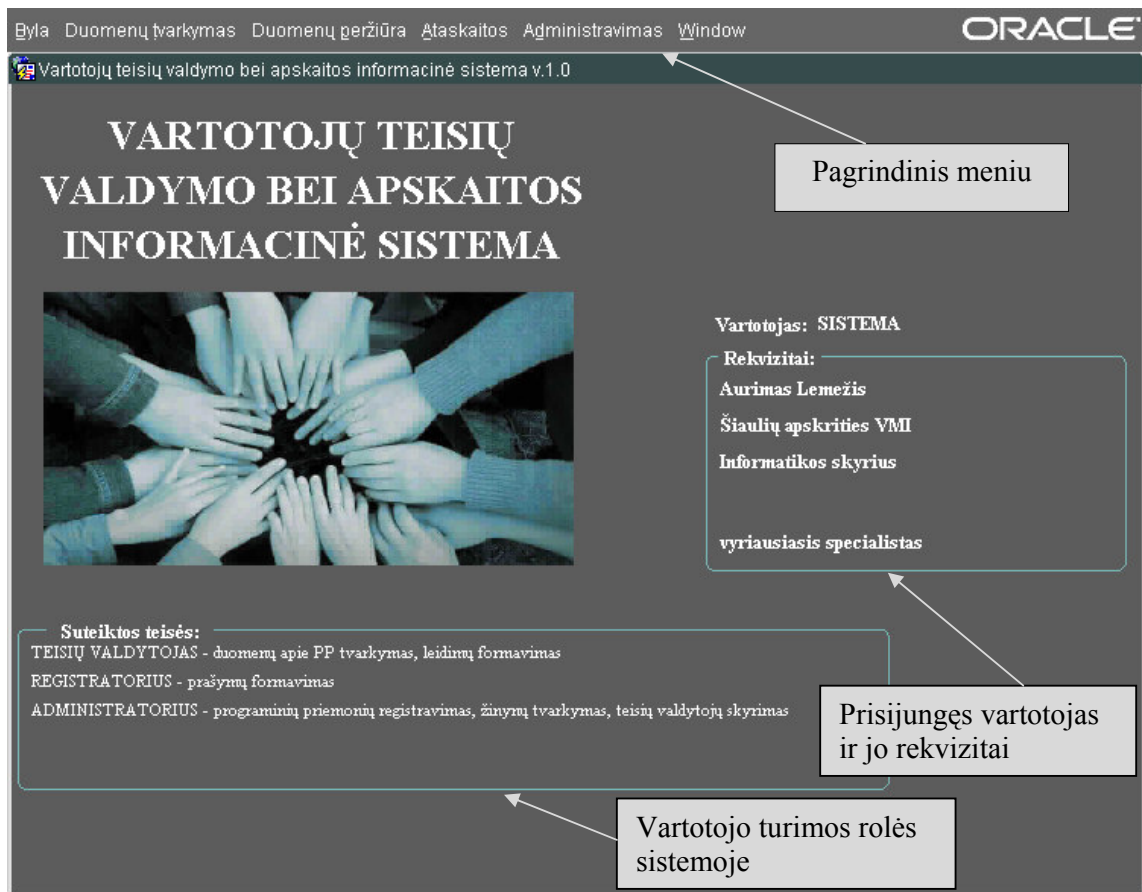 Byla Duomenų tvarkymas Duomenų peržiūra Ataskaitos Administravimas Window
ORACLE
Vartotojų teisių valdymo bei apskaitos informacinė sistema v.1.0
VARTOTOJŲ TEISIŲ
VALDYMO BEI APSKAITOS
INFORMACINĖ SISTEMA
Pagrindinis meniu
Vartotojas: SISTEMA
Rekvizitai:
Aurimas Lemežis
Šiaulių apskrities VMI
Informatikos skyrius
vyriausiasis specialistas
Suteiktos teisės:
TEISIŲ VALDYTOJAS - duomenų apie PP tvarkymas, leidimų formavimas
REGISTRATORIUS - prašymų formavimas
ADMINISTRATORIUS - programinių priemonių registravimas, žinynų tvarkymas, teisių valdytojų skyrimas
Prisijungęs vartotojas
ir jo rekvizitai
Vartotojo turimos rolės
sistemoje